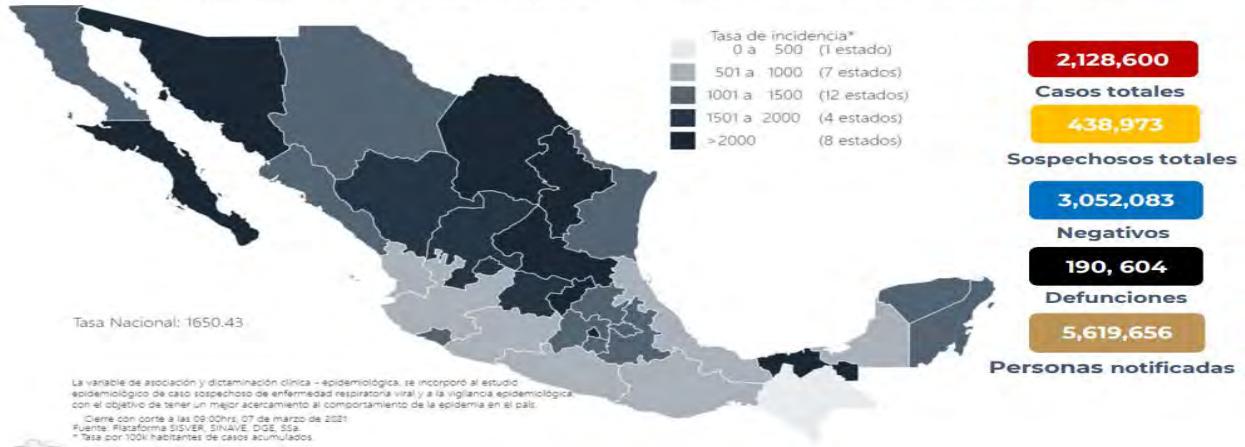 Tasa de incidencia*
0 a 500 (1 estado)
501 a 1000 (7 estados)
1001 a 1500 (12 estados)
1501 a 2000 (4 estados)
>2000 (8 estados)
2,128,600
Casos totales
438,973
Sospechosos totales
3,052,083
Negativos
190, 604
Defunciones
5,619,656
Personas notificadas
Tasa Nacional: 1650.43
La variable de asociación y dictaminación clínica - epidemiológica, se incorporó al estudio
epidemiológico de caso sospechoso de enfermedad respiratoria viral y a la vigilancia epidemiológica,
con el objetivo de tener un mejor acercamiento al comportamiento de la epidemia en el país.
Cierre con corte a las 09:00hrs, 07 de marzo de 2021
Fuente: Plataforma SISVER, SINAVE, DGE, SSa.
* Tasa por 100k habitantes de casos acumulados.